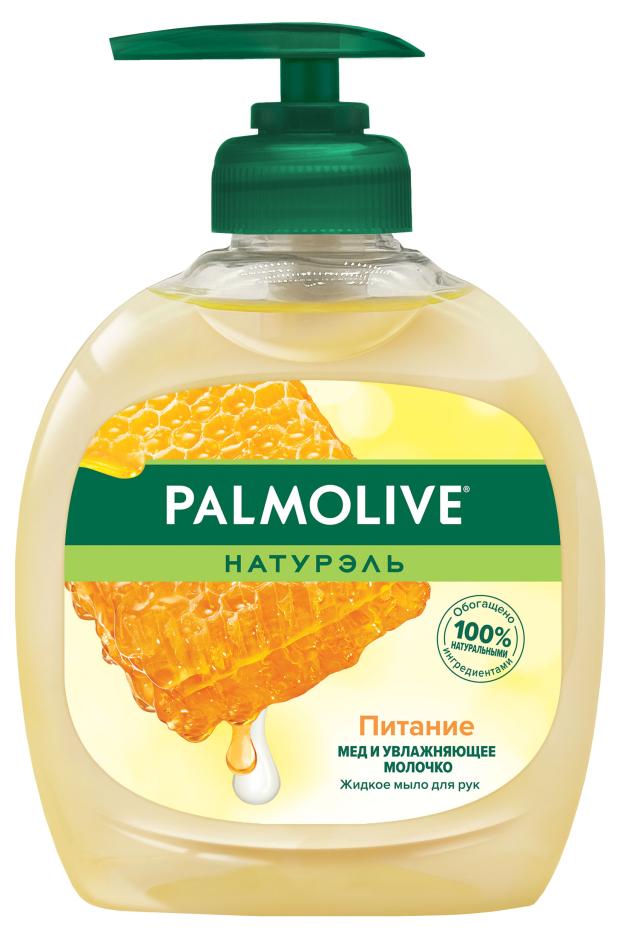 PALMOLIVE®
НАТУРЭЛЬ
Обогащено
100%
НАТУРАЛЬНЫМИ
ингредиентами
Питание
МЕД И УВЛАЖНЯЮЩЕЕ
МОЛОЧКО
Жидкое мыло для рук